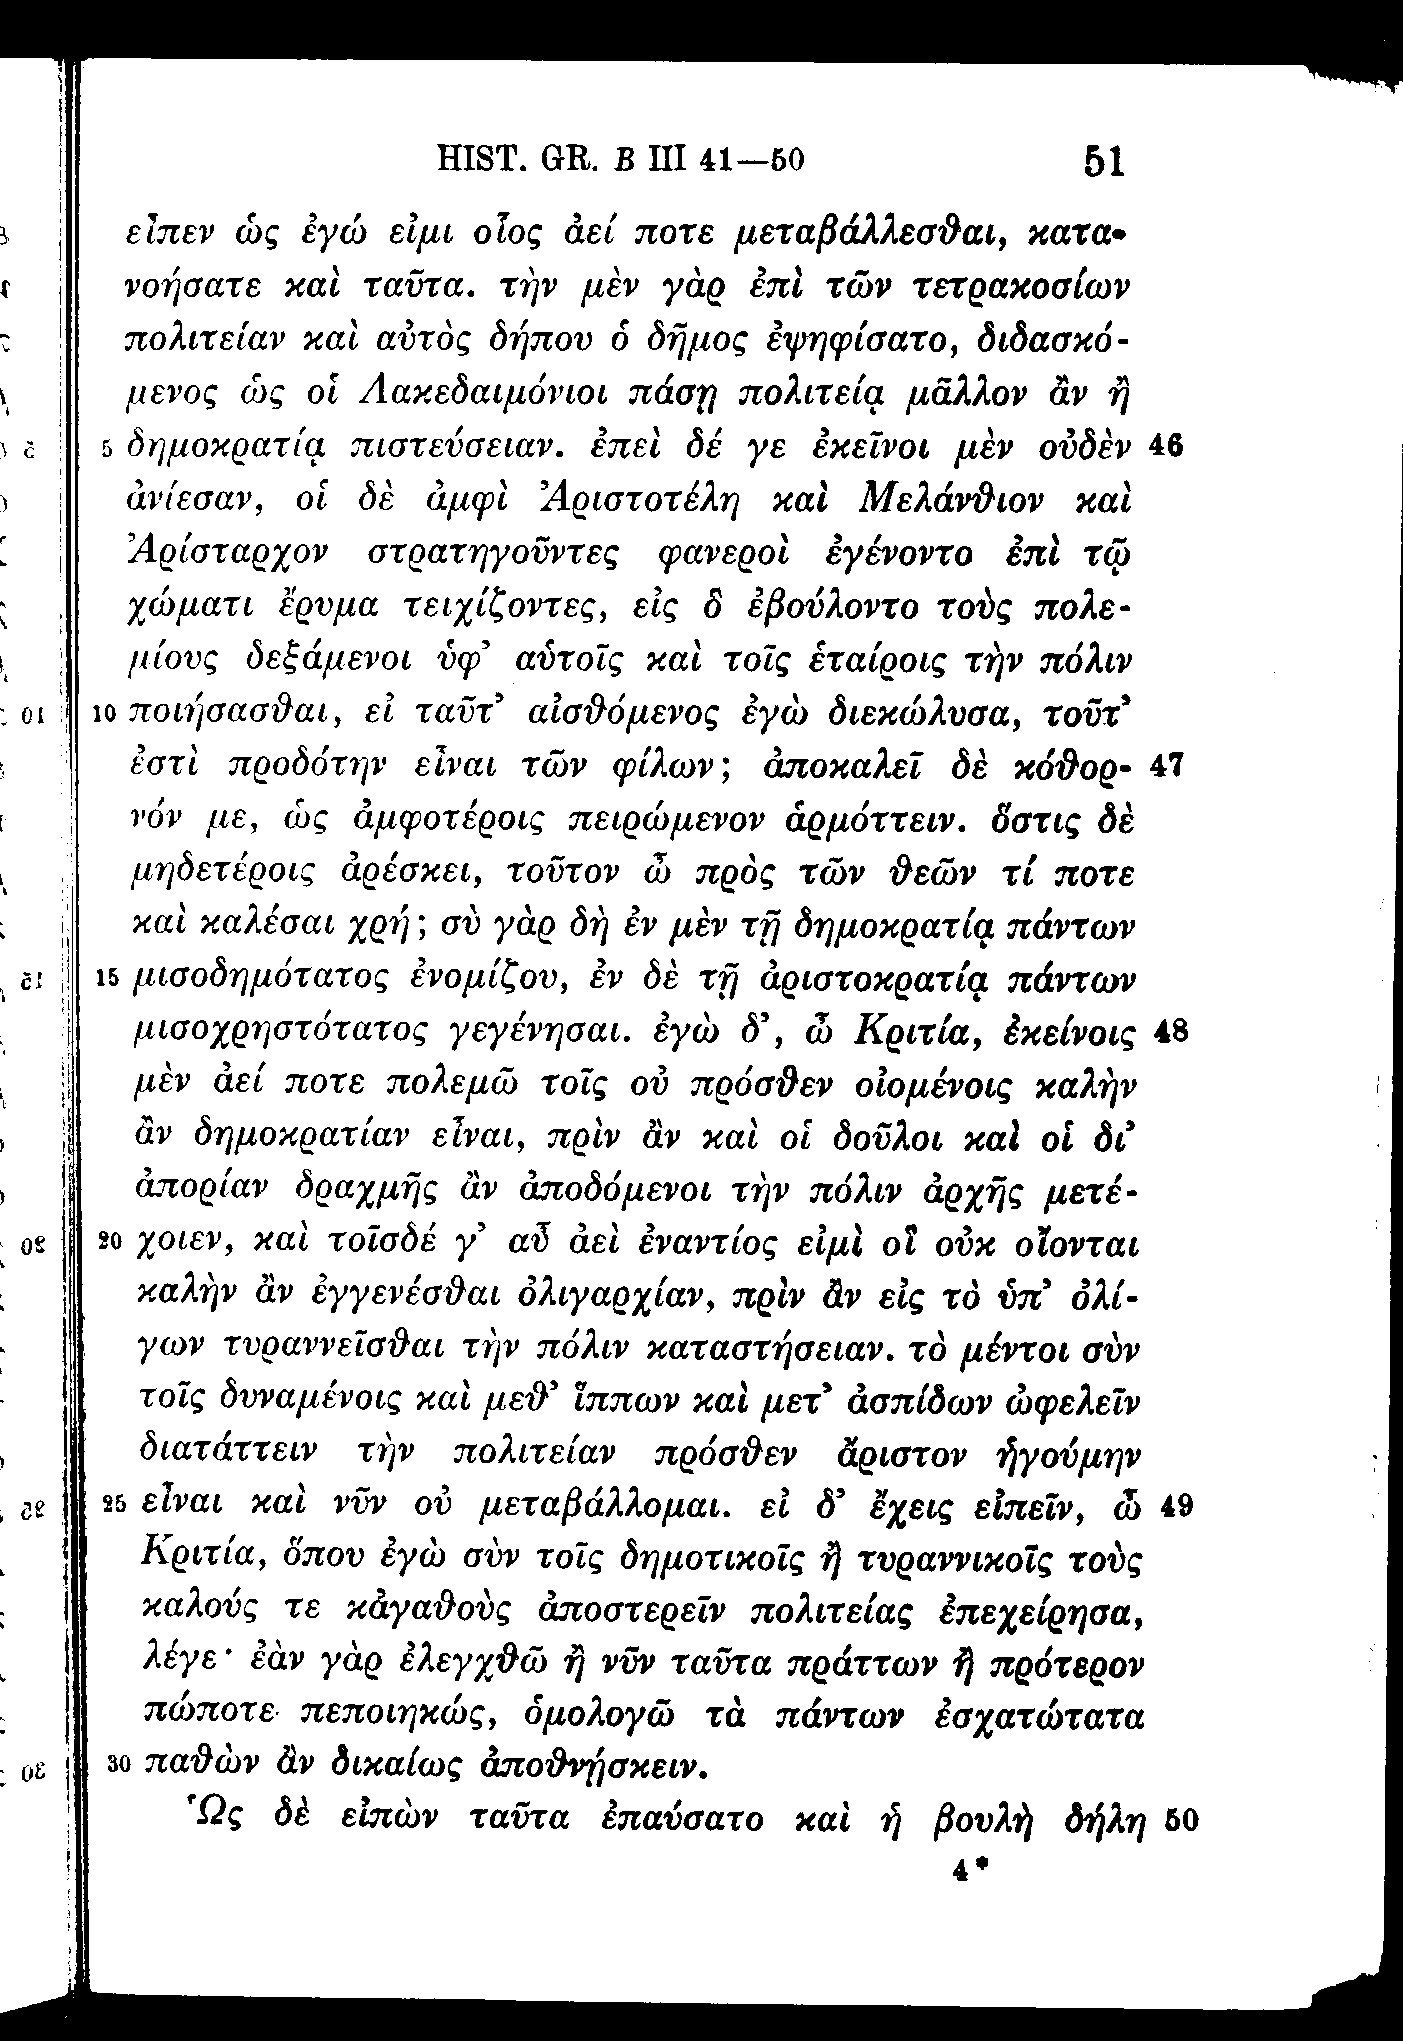 HIST. GR. B III 41—50 51
εἶπεν ὡς ἐγώ εἰμι οἷος ἀεί ποτε μεταβάλλεσθαι, κατα-
νοήσατε καὶ ταῦτα. τὴν μὲν γὰρ ἐπὶ τῶν τετρακοσίων
πολιτείαν καὶ αὐτὸς δήπου ὁ δῆμος ἐψηφίσατο, διδασκό-
μενος ὡς οἱ Λακεδαιμόνιοι πάσῃ πολιτείᾳ μᾶλλον ἂν ἢ
5 δημοκρατίᾳ πιστεύσειαν. ἐπεὶ δέ γε ἐκεῖνοι μὲν οὐδὲν 46
ἀνίεσαν, οἱ δὲ ἀμφὶ Ἀριστοτέλη καὶ Μελάνθιον καὶ
Ἀρίσταρχον στρατηγοῦντες φανεροὶ ἐγένοντο ἐπὶ τῷ
χώματι ἔρυμα τειχίζοντες, εἰς ὃ ἐβούλοντο τοὺς πολε-
μίους δεξάμενοι ὑφ’ αὑτοῖς καὶ τοῖς ἑταίροις τὴν πόλιν
10 ποιήσασθαι, εἰ ταῦτ’ αἰσθόμενος ἐγὼ διεκώλυσα, τοῦτ’
ἐστὶ προδότην εἶναι τῶν φίλων; ἀποκαλεῖ δὲ κόθορ- 47
νόν με, ὡς ἀμφοτέροις πειρώμενον ἁρμόττειν. ὅστις δὲ
μηδετέροις ἀρέσκει, τοῦτον ὦ πρὸς τῶν θεῶν τί ποτε
καὶ καλέσαι χρή; σὺ γὰρ δὴ ἐν μὲν τῇ δημοκρατίᾳ πάντων
15 μισοδημότατος ἐνομίζου, ἐν δὲ τῇ ἀριστοκρατίᾳ πάντων
μισοχρηστότατος γεγένησαι. ἐγὼ δ’, ὦ Κριτία, ἐκείνοις 48
μὲν ἀεί ποτε πολεμῶ τοῖς οὐ πρόσθεν οἰομένοις καλὴν
ἂν δημοκρατίαν εἶναι, πρὶν ἂν καὶ οἱ δοῦλοι καὶ οἱ δι’
ἀπορίαν δραχμῆς ἂν ἀποδόμενοι τὴν πόλιν ἀρχῆς μετέ-
20 χοιεν, καὶ τοῖσδέ γ’ αὖ ἀεὶ ἐναντίος εἰμὶ οἳ οὐκ οἴονται
καλὴν ἂν ἐγγενέσθαι ὀλιγαρχίαν, πρὶν ἂν εἰς τὸ ὑπ’ ὀλί-
γων τυραννεῖσθαι τὴν πόλιν καταστήσειαν. τὸ μέντοι σὺν
τοῖς δυναμένοις καὶ μεθ’ ἵππων καὶ μετ’ ἀσπίδων ὠφελεῖν
διατάττειν τὴν πολιτείαν πρόσθεν ἄριστον ἡγούμην
25 εἶναι καὶ νῦν οὐ μεταβάλλομαι. εἰ δ’ ἔχεις εἰπεῖν, ὦ 49
Κριτία, ὅπου ἐγὼ σὺν τοῖς δημοτικοῖς ἢ τυραννικοῖς τοὺς
καλούς τε κἀγαθοὺς ἀποστερεῖν πολιτείας ἐπεχείρησα,
λέγε· ἐὰν γὰρ ἐλεγχθῶ ἢ νῦν ταῦτα πράττων ἢ πρότερον
πώποτε πεποιηκώς, ὁμολογῶ τὰ πάντων ἐσχατώτατα
30 παθὼν ἂν δικαίως ἀποθνῄσκειν.
Ὡς δὲ εἰπὼν ταῦτα ἐπαύσατο καὶ ἡ βουλὴ δήλη 50
4*